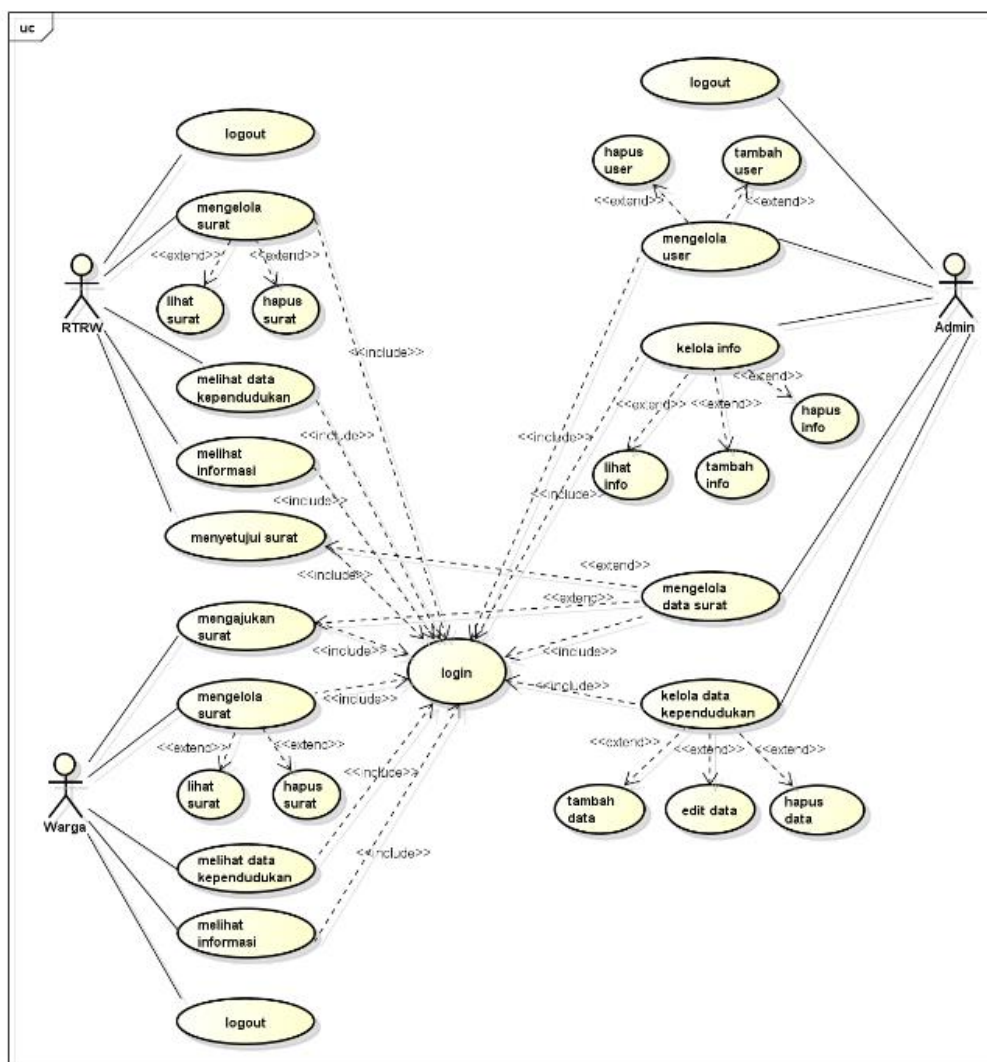 uc
logout
logout
hapus
user
tambah
user
<<extend>>
<<extend>>
mengelola
surat
mengelola
user
<<extend>>
<<extend>>
lihat
surat
hapus
surat
RTRW
Admin
kelola info
<<include>>
<<extend>>
melihat data
kependudukan
<<extend>>
<<extend>>
hapus
info
<<include>>
<<include>>
melihat
informasi
lihat
info
tambah
info
<<include>>
<<include>>
menyetujui surat
<<extend>>
<<include>>
mengelola
data surat
<<extend>>
mengajukan
surat
<<include>>
<<include>>
login
mengelola
surat
<<include>>
<<include>>
kelola data
kependudukan
<<extend>>
<<extend>>
<<extend>>
<<extend>>
<<extend>>
lihat
surat
hapus
surat
<<include>>
tambah
data
edit data
hapus
data
Warga
<<include>>
melihat data
kependudukan
melihat
informasi
logout